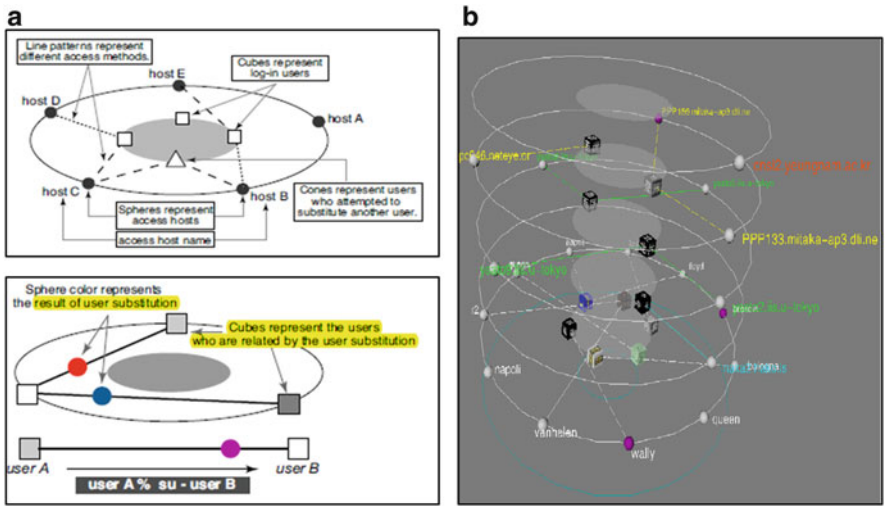 a
Line patterns represent
different access methods.
host E
Cubes represent
log-in users
host D
host A
host C
host B
Spheres represent
access hosts
access host name
Cones represent users
who attempted to
substitute another user.
Sphere color represents
the result of user substitution
Cubes represent the users
who are related by the user substitution
user A
user B
user A % su - user B
b
PPP133.mitaka-ap3.dti.ne
napoli
bologna
queen
vanhelen
wally